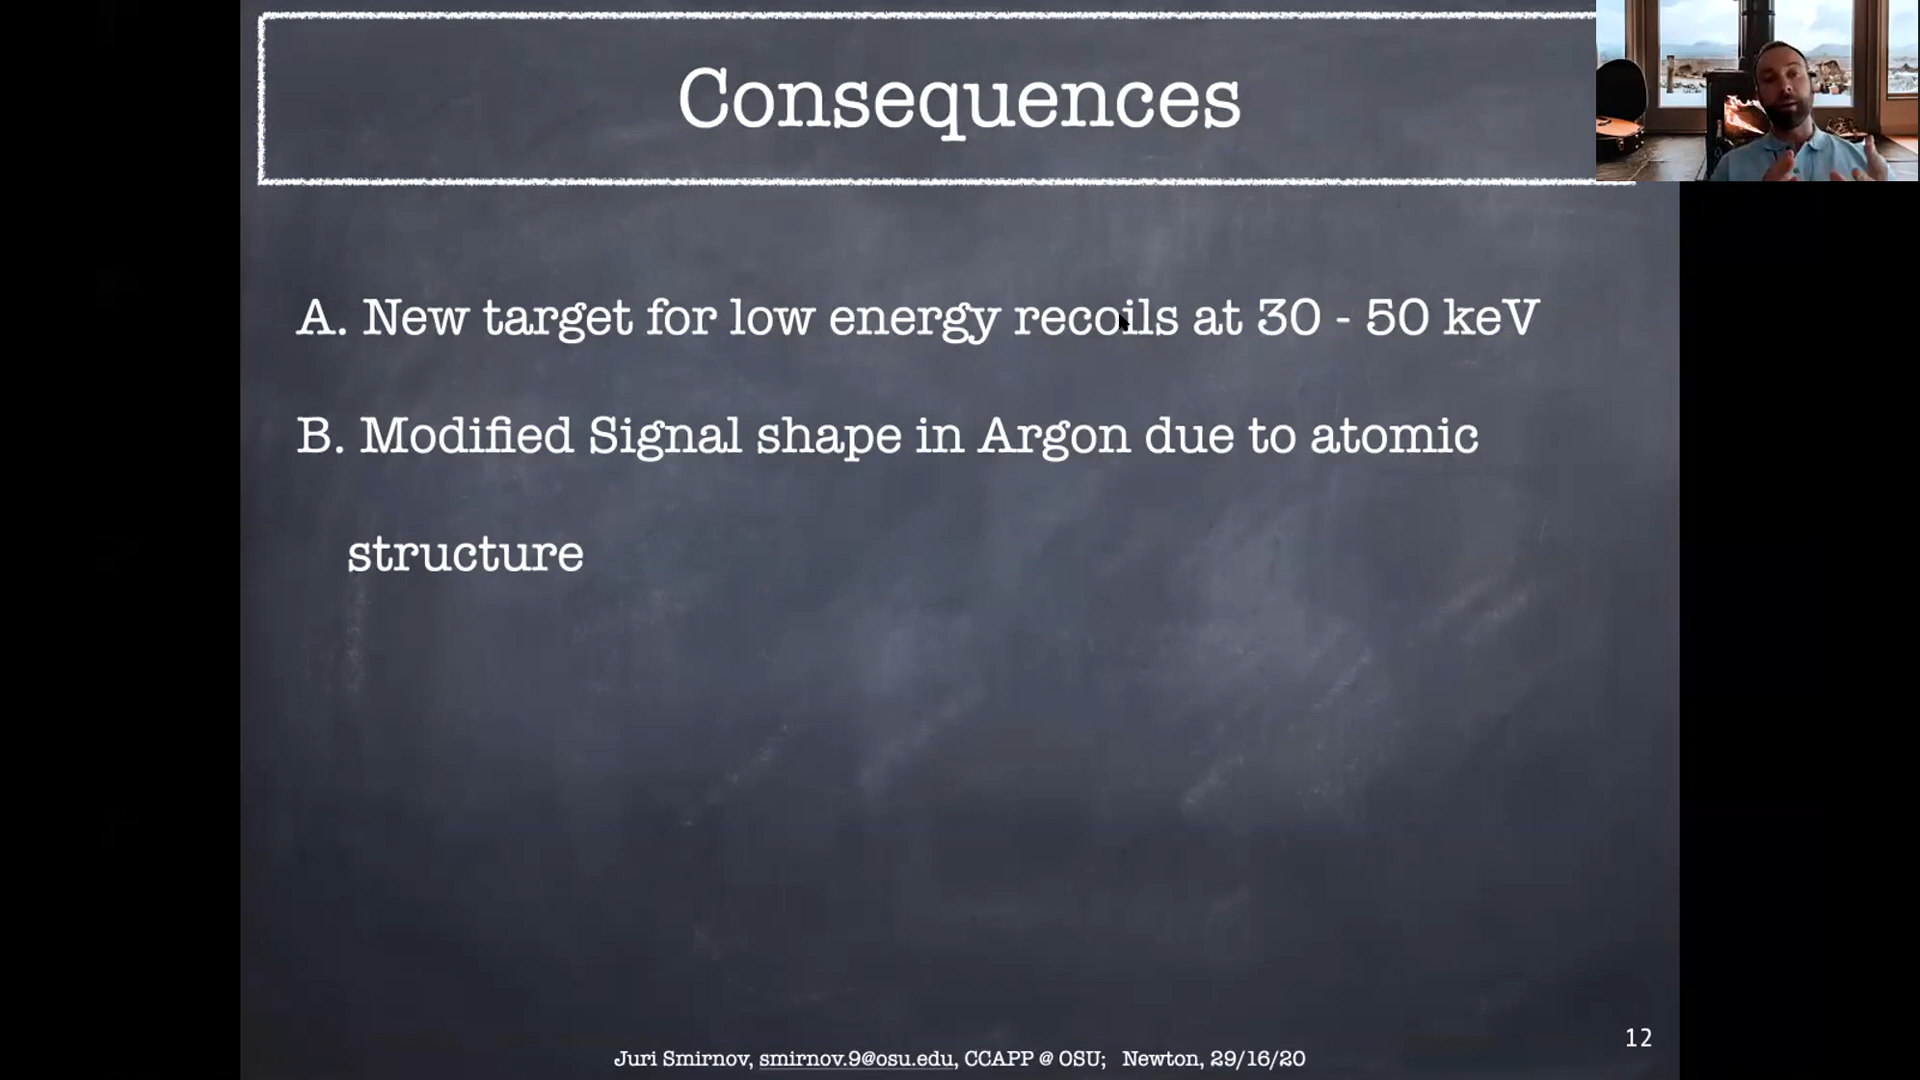 Consequences
A. New target for low energy recoils at 30 - 50 keV
B. Modified Signal shape in Argon due to atomic
structure
12
Juri Smirnov, smirnov.9@osu.edu, CCAPP @ OSU; Newton, 29/16/20